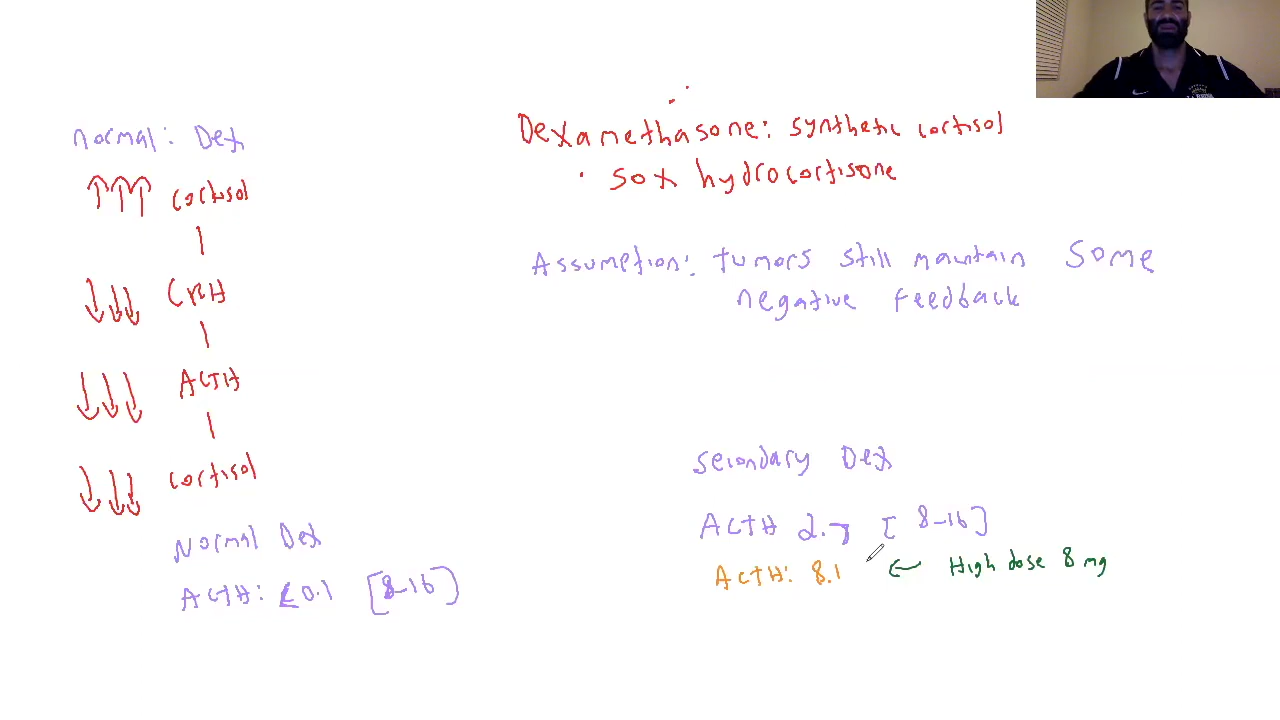 normal: Dex
↑↑↑ cortisol
↓↓↓ CRH
↓↓↓ ACTH
↓↓↓ cortisol
Normal Dex
ACTH: <0.1 [8-16]
Dexamethasone: synthetic cortisol
• 50x hydrocortisone
Assumption: tumors still maintain some
negative feedback
secondary Dex
ACTH 2.7 [8-16]
ACTH: 8.1 ← High dose 8 mg